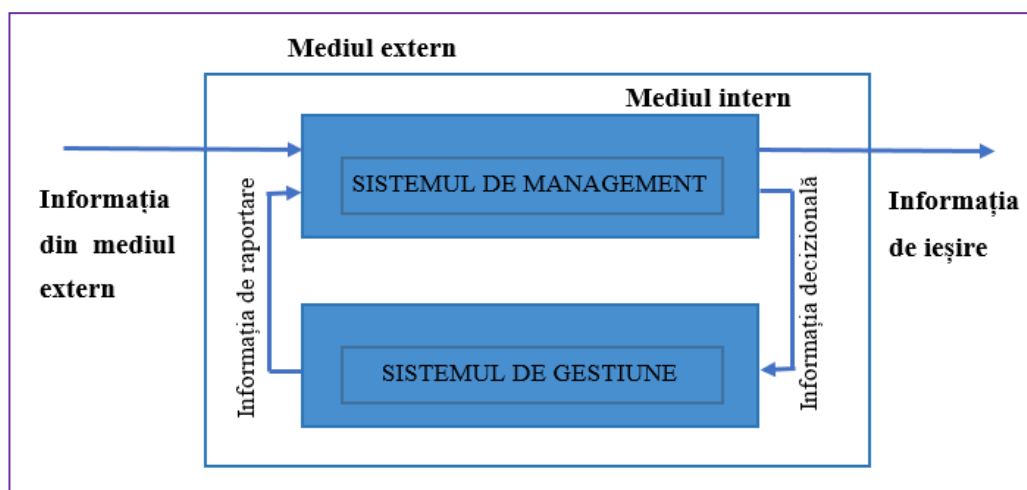 Mediul extern
Mediul intern
SISTEMUL DE MANAGEMENT
Informația
din mediul
extern
Informația de raportare
Informația decizională
Informația
de ieșire
SISTEMUL DE GESTIUNE